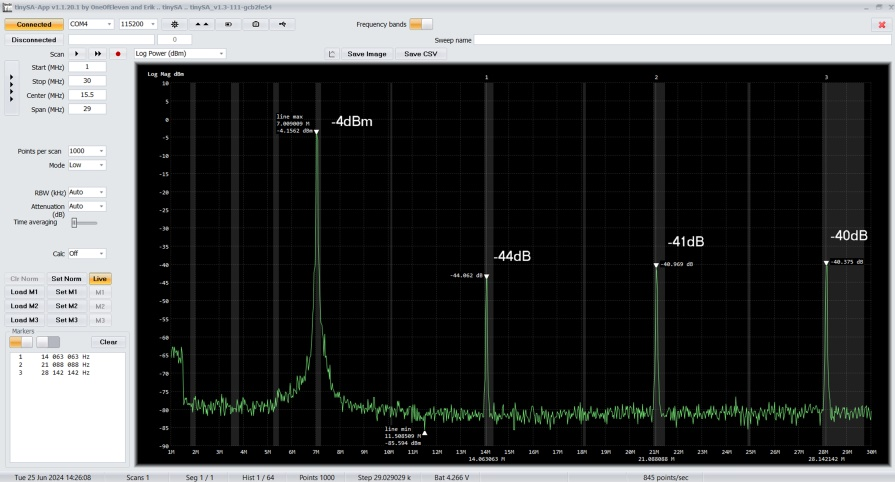 tinySA-App v1.1.20.1 by OneOfEleven and Erik .. tinySA .. tinySA_v1.3-111-gcb2fe54
Connected COM4 115200 Frequency bands
Disconnected 0 Sweep name
Scan Log Power (dBm) Save Image Save CSV
Start (MHz) 1
Stop (MHz) 30
Center (MHz) 15.5
Span (MHz) 29
Points per scan 1000
Mode Low
RBW (kHz) Auto
Attenuation (dB) Auto
Time averaging
Calc Off
Clr Norm Set Norm Live
Load M1 Set M1 M1
Load M2 Set M2 M2
Load M3 Set M3 M3
Markers
Clear
1 14 063 063 Hz
2 21 088 088 Hz
3 28 142 142 Hz
Log Mag dBm
1 2 3
10
5
0
-5
-10
-15
-20
-25
-30
-35
-40
-45
-50
-55
-60
-65
-70
-75
-80
-85
-90
line max
7.009009 M
-4.1562 dBm
-4dBm
-44dB
-44.062 dB
-41dB
-40.969 dB
-40dB
-40.375 dB
line min
11.508509 M
-85.594 dBm
1M 2M 3M 4M 5M 6M 7M 8M 9M 10M 11M 12M 13M 14M 15M 16M 17M 18M 19M 20M 21M 22M 23M 24M 25M 26M 27M 28M 29M 30M
14.063063 M 21.088088 M 28.142142 M
Tue 25 Jun 2024 14:26:08 Scans 1 Seg 1 / 1 Hist 1 / 64 Points 1000 Step 29.029029 k Bat 4.266 V 845 points/sec